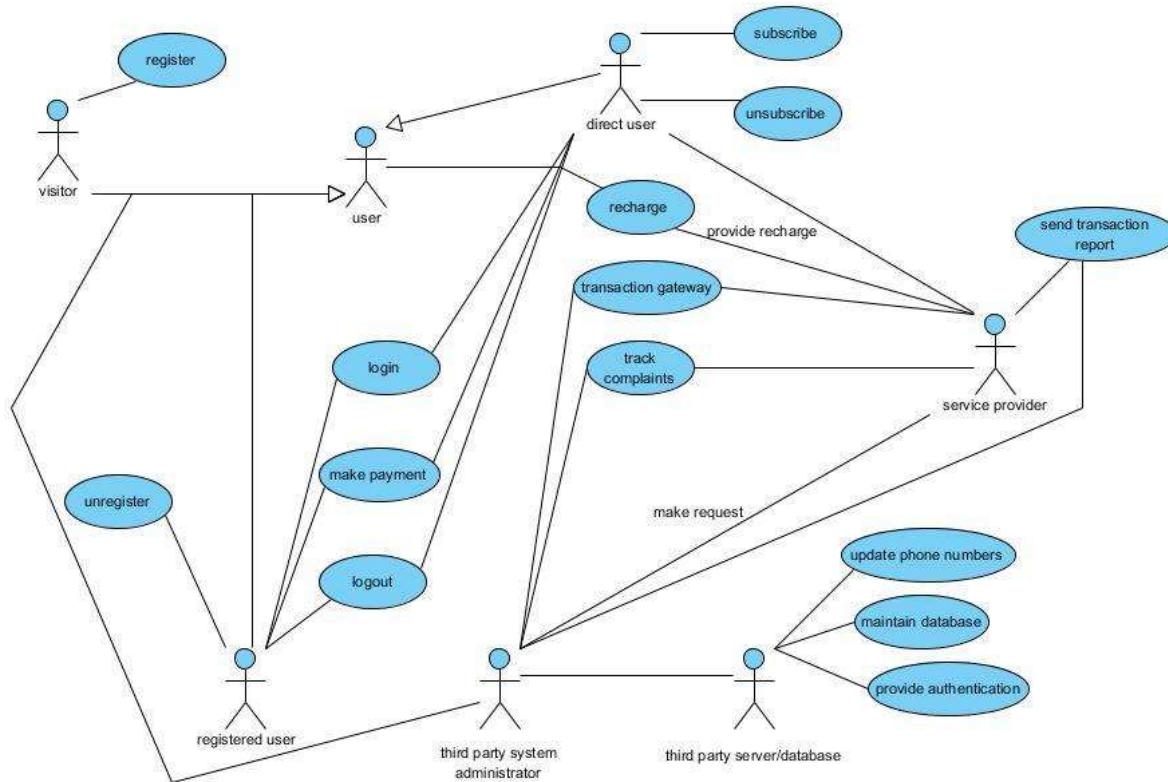 subscribe
register
unsubscribe
direct user
visitor
user
recharge
send transaction
report
provide recharge
transaction gateway
login
track
complaints
service provider
make payment
unregister
make request
update phone numbers
logout
maintain database
provide authentication
registered user
third party system
administrator
third party server/database